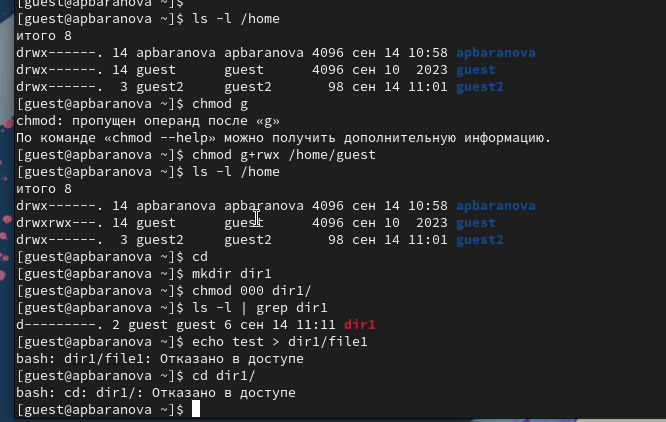 [guest@apbaranova ~]$
[guest@apbaranova ~]$ ls -l /home
итого 8
drwx------. 14 apbaranova apbaranova 4096 сен 14 10:58 apbaranova
drwx------. 14 guest      guest      4096 сен 10  2023 guest
drwx------.  3 guest2     guest2       98 сен 14 11:01 guest2
[guest@apbaranova ~]$ chmod g
chmod: пропущен операнд после «g»
По команде «chmod --help» можно получить дополнительную информацию.
[guest@apbaranova ~]$ chmod g+rwx /home/guest
[guest@apbaranova ~]$ ls -l /home
итого 8
drwx------. 14 apbaranova apbaranova 4096 сен 14 10:58 apbaranova
drwxrwx---. 14 guest      guest      4096 сен 10  2023 guest
drwx------.  3 guest2     guest2       98 сен 14 11:01 guest2
[guest@apbaranova ~]$ cd
[guest@apbaranova ~]$ mkdir dir1
[guest@apbaranova ~]$ chmod 000 dir1/
[guest@apbaranova ~]$ ls -l | grep dir1
d---------. 2 guest guest 6 сен 14 11:11 dir1
[guest@apbaranova ~]$ echo test > dir1/file1
bash: dir1/file1: Отказано в доступе
[guest@apbaranova ~]$ cd dir1/
bash: cd: dir1/: Отказано в доступе
[guest@apbaranova ~]$